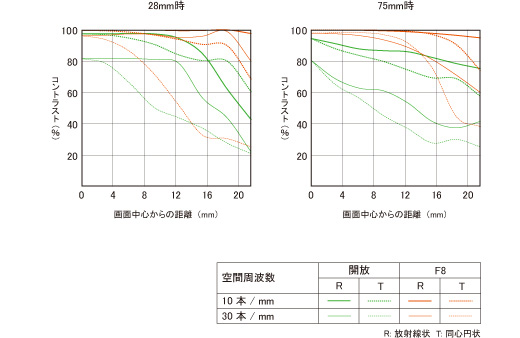 28mm時
100
80
60
40
20
コントラスト(%)
0 4 8 12 16 20
画面中心からの距離 (mm)
75mm時
100
80
60
40
20
コントラスト(%)
0 4 8 12 16 20
画面中心からの距離 (mm)
空間周波数 開放 F8
R T R T
10 本 / mm
30 本 / mm
R: 放射線状 T: 同心円状